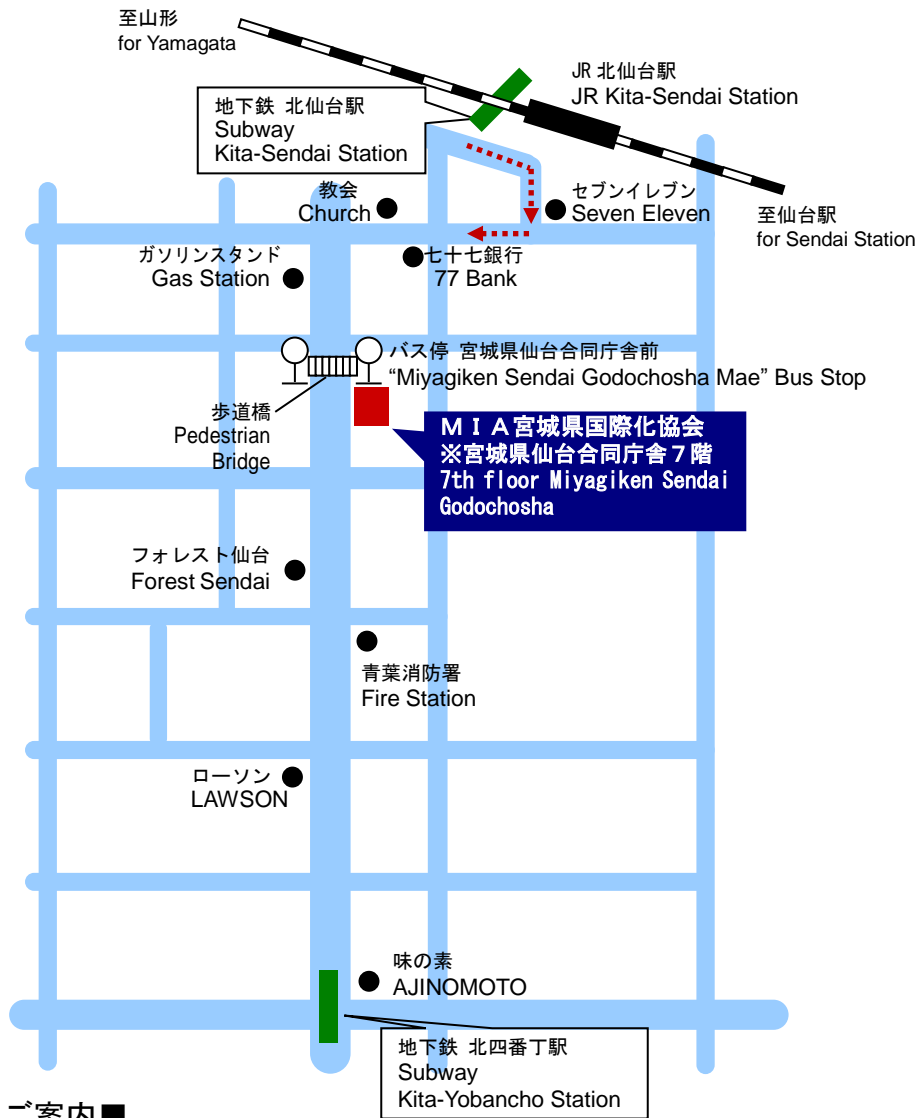 至山形
for Yamagata
JR 北仙台駅
JR Kita-Sendai Station
地下鉄 北仙台駅
Subway
Kita-Sendai Station
教会
Church
セブンイレブン
Seven Eleven
至仙台駅
for Sendai Station
ガソリンスタンド
Gas Station
七十七銀行
77 Bank
バス停 宮城県仙台合同庁舎前
“Miyagiken Sendai Godochosha Mae” Bus Stop
歩道橋
Pedestrian
Bridge
ＭＩＡ宮城県国際化協会
※宮城県仙台合同庁舎７階
7th floor Miyagiken Sendai
Godochosha
フォレスト仙台
Forest Sendai
青葉消防署
Fire Station
ローソン
LAWSON
味の素
AJINOMOTO
地下鉄 北四番丁駅
Subway
Kita-Yobancho Station
ご案内■